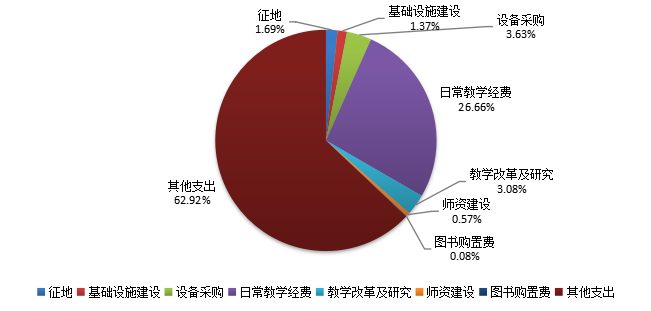 征地
1.69%
基础设施建设
1.37%
设备采购
3.63%
日常教学经费
26.66%
教学改革及研究
3.08%
师资建设
0.57%
图书购置费
0.08%
其他支出
62.92%
征地 基础设施建设 设备采购 日常教学经费 教学改革及研究 师资建设 图书购置费 其他支出